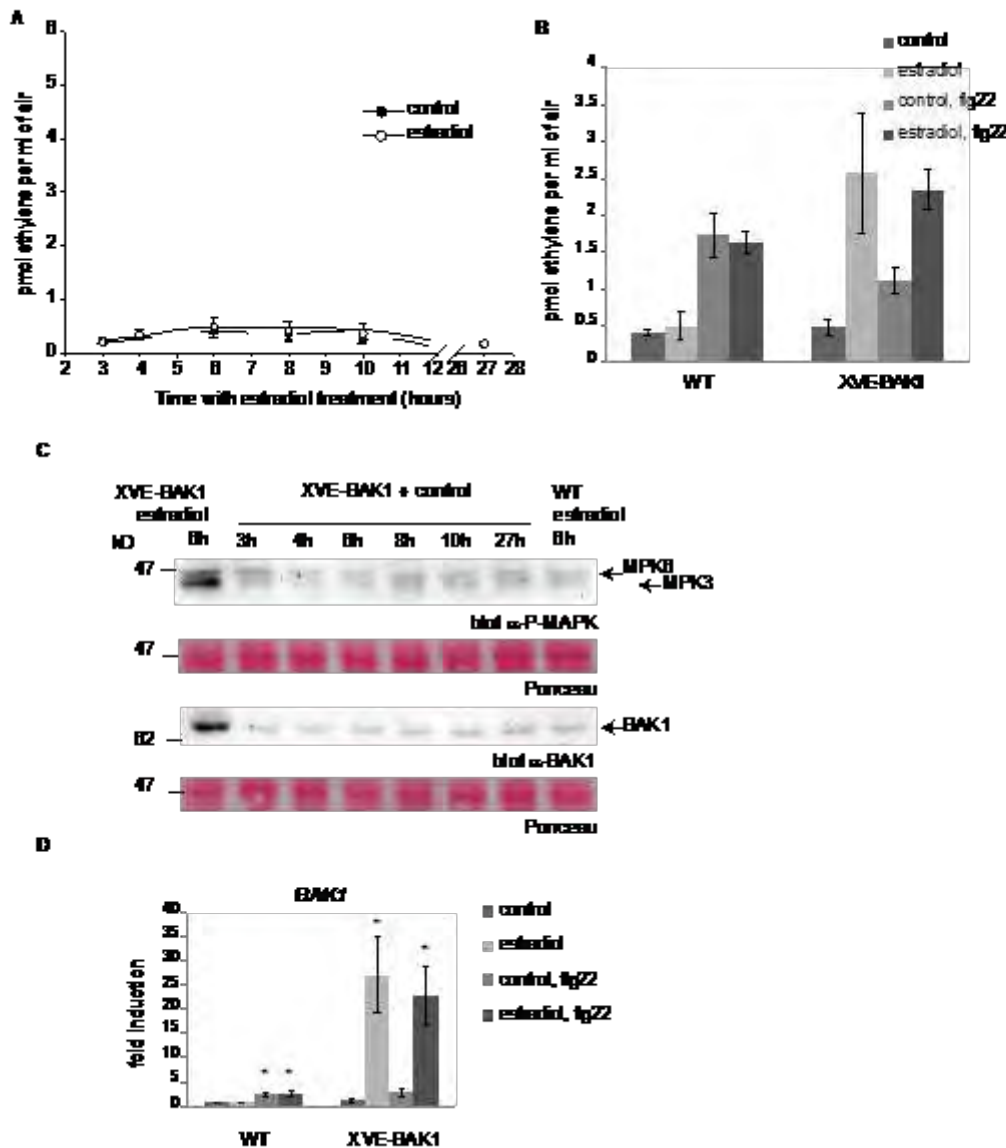 A
pmol ethylene per ml of air
6
5
4
3
2
1
0
control
estradiol
2 3 4 5 6 7 8 9 10 11 12 26 27 28
Time with estradiol treatment (hours)
B
pmol ethylene per ml of air
4
3.5
3
2.5
2
1.5
1
0.5
0
control
estradiol
control, flg22
estradiol, flg22
WT XVE-BAK1
C
XVE-BAK1 XVE-BAK1 + control WT
estradiol estradiol
kD 6h 3h 4h 6h 8h 10h 27h 6h
47 MPK6
MPK3
blot α-P-MAPK
47
Ponceau
BAK1
62
blot α-BAK1
47
Ponceau
D
BAK1
fold induction
40
35
30
25
20
15
10
5
0
* * * *
control
estradiol
control, flg22
estradiol, flg22
WT XVE-BAK1